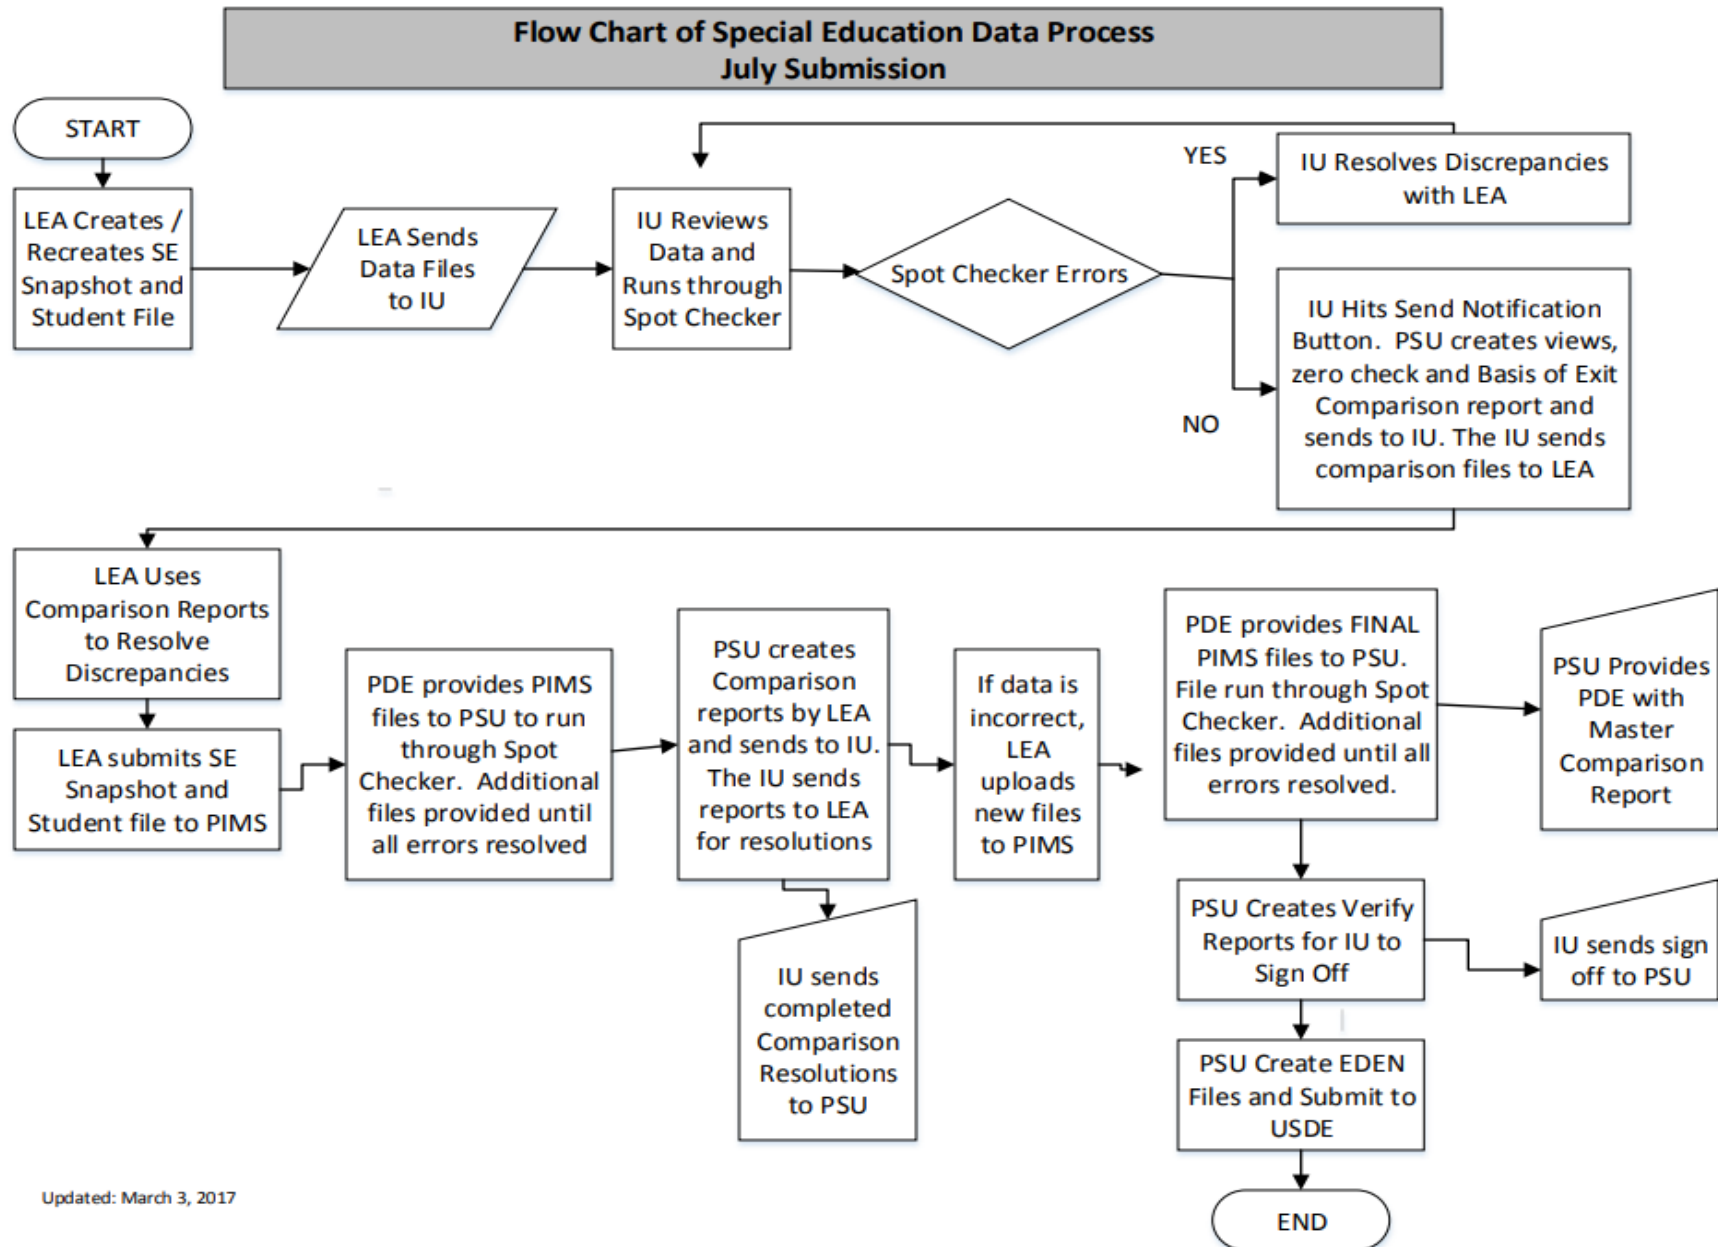 Flow Chart of Special Education Data Process
July Submission
START
LEA Creates /
Recreates SE
Snapshot and
Student File
LEA Sends
Data Files
to IU
IU Reviews
Data and
Runs through
Spot Checker
Spot Checker Errors
YES
IU Resolves Discrepancies
with LEA
NO
IU Hits Send Notification
Button. PSU creates views,
zero check and Basis of Exit
Comparison report and
sends to IU. The IU sends
comparison files to LEA
LEA Uses
Comparison Reports
to Resolve
Discrepancies
LEA submits SE
Snapshot and
Student file to PIMS
PDE provides PIMS
files to PSU to run
through Spot
Checker. Additional
files provided until
all errors resolved
PSU creates
Comparison
reports by LEA
and sends to IU.
The IU sends
reports to LEA
for resolutions
IU sends
completed
Comparison
Resolutions
to PSU
If data is
incorrect,
LEA
uploads
new files
to PIMS
PDE provides FINAL
PIMS files to PSU.
File run through Spot
Checker. Additional
files provided until all
errors resolved.
PSU Provides
PDE with
Master
Comparison
Report
PSU Creates Verify
Reports for IU to
Sign Off
IU sends sign
off to PSU
PSU Create EDEN
Files and Submit to
USDE
END
Updated: March 3, 2017